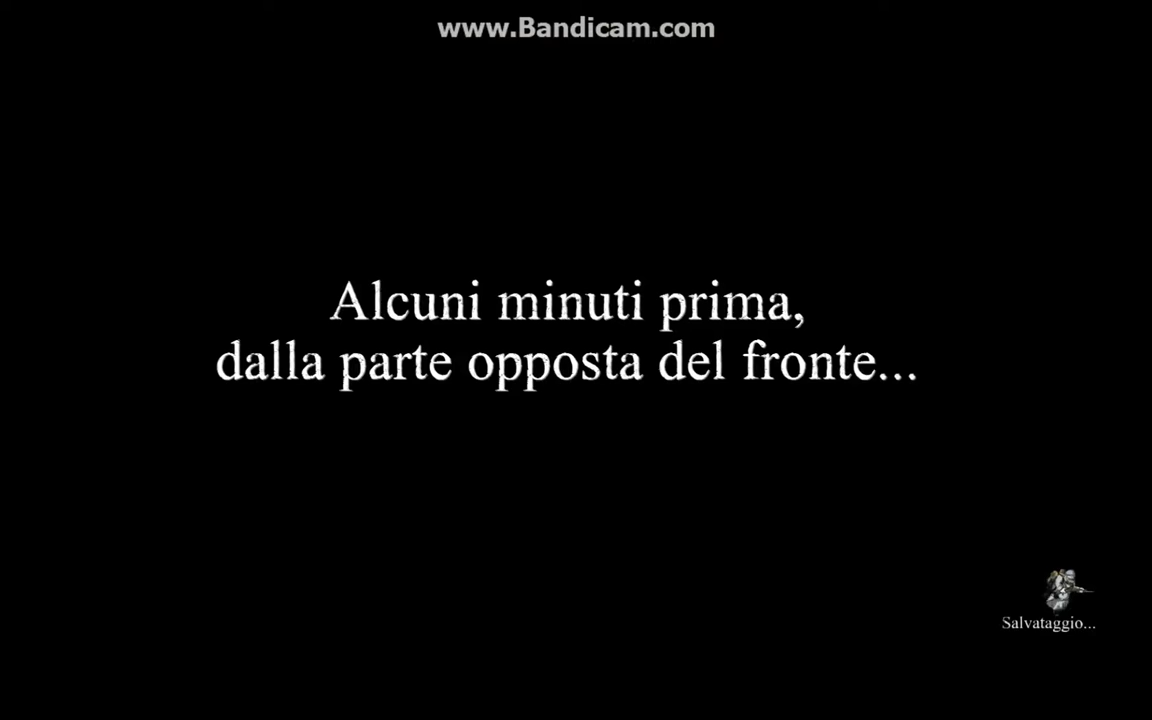 www.Bandicam.com
Alcuni minuti prima,
dalla parte opposta del fronte...
Salvataggio...